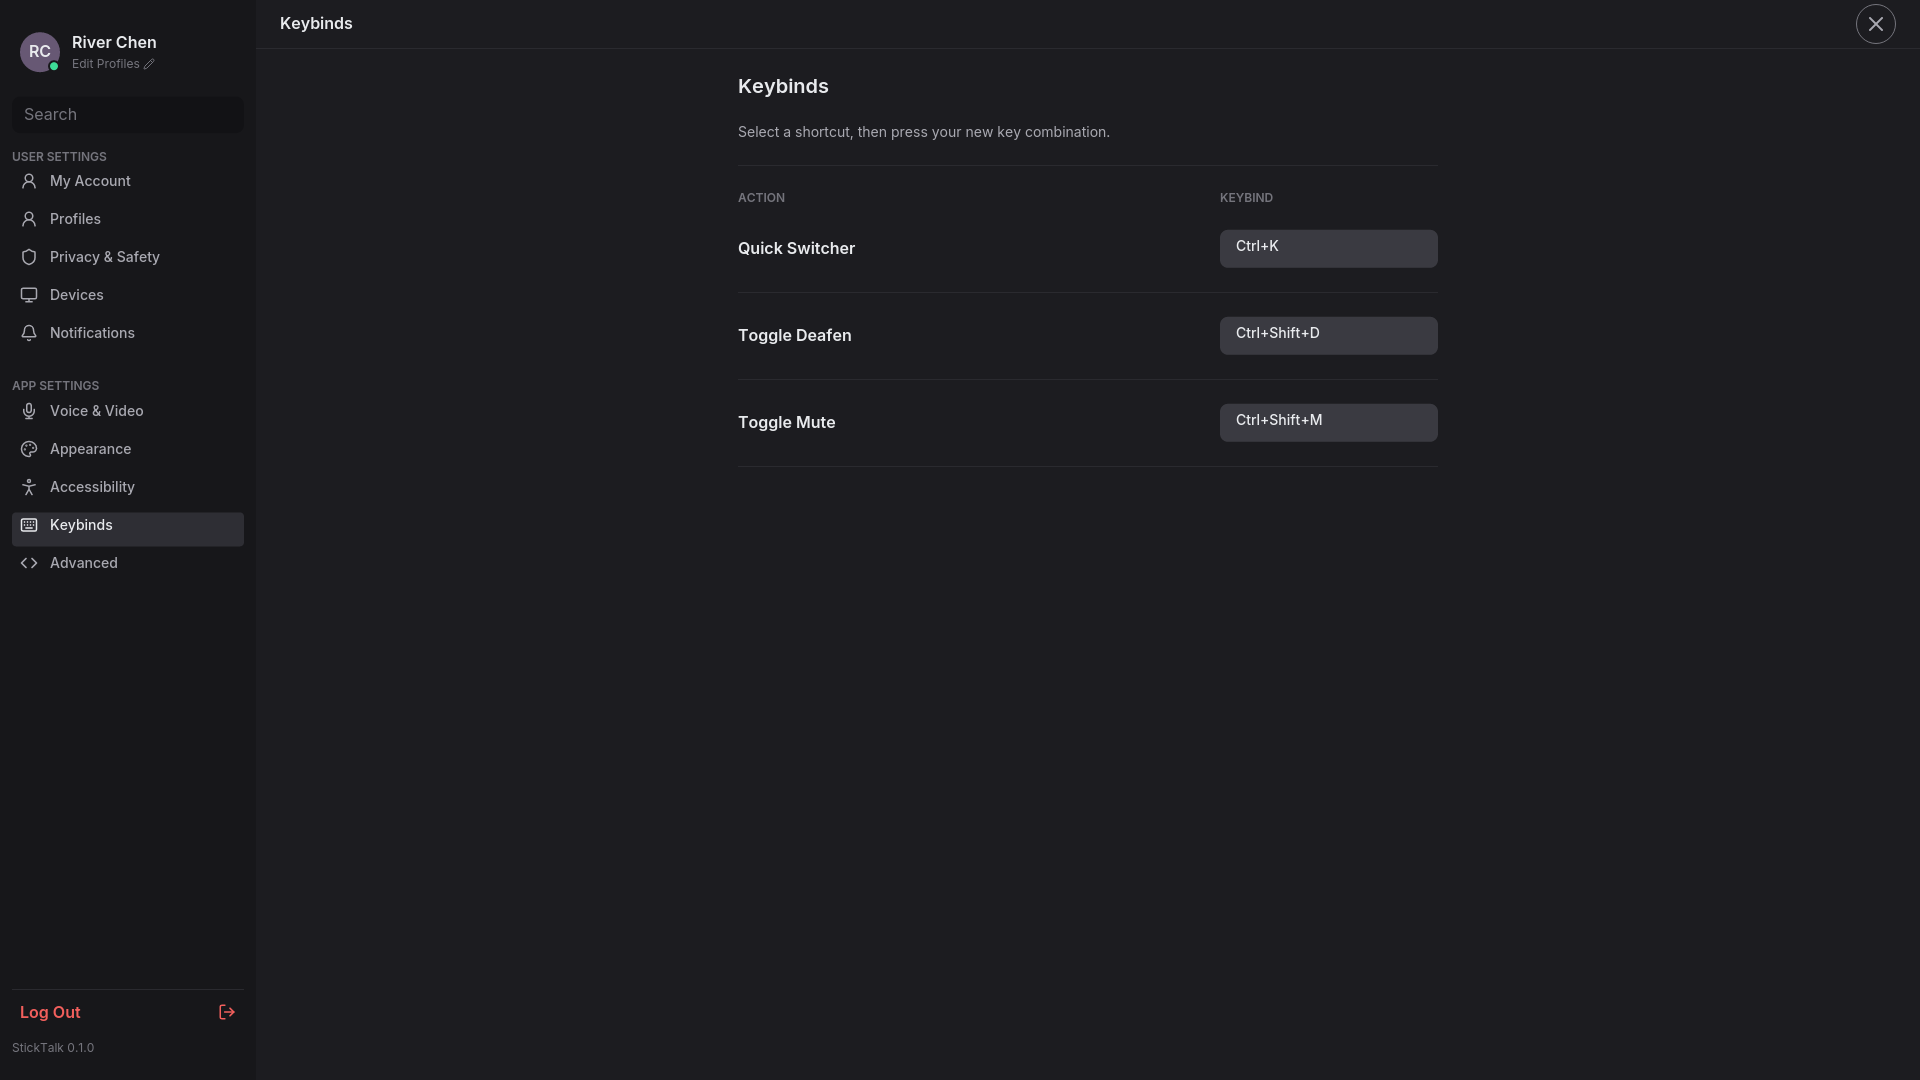 RC
River Chen
Edit Profiles
Search
USER SETTINGS
My Account
Profiles
Privacy & Safety
Devices
Notifications
APP SETTINGS
Voice & Video
Appearance
Accessibility
Keybinds
Advanced
Log Out
StickTalk 0.1.0
Keybinds
Keybinds
Select a shortcut, then press your new key combination.
ACTION KEYBIND
Quick Switcher Ctrl+K
Toggle Deafen Ctrl+Shift+D
Toggle Mute Ctrl+Shift+M